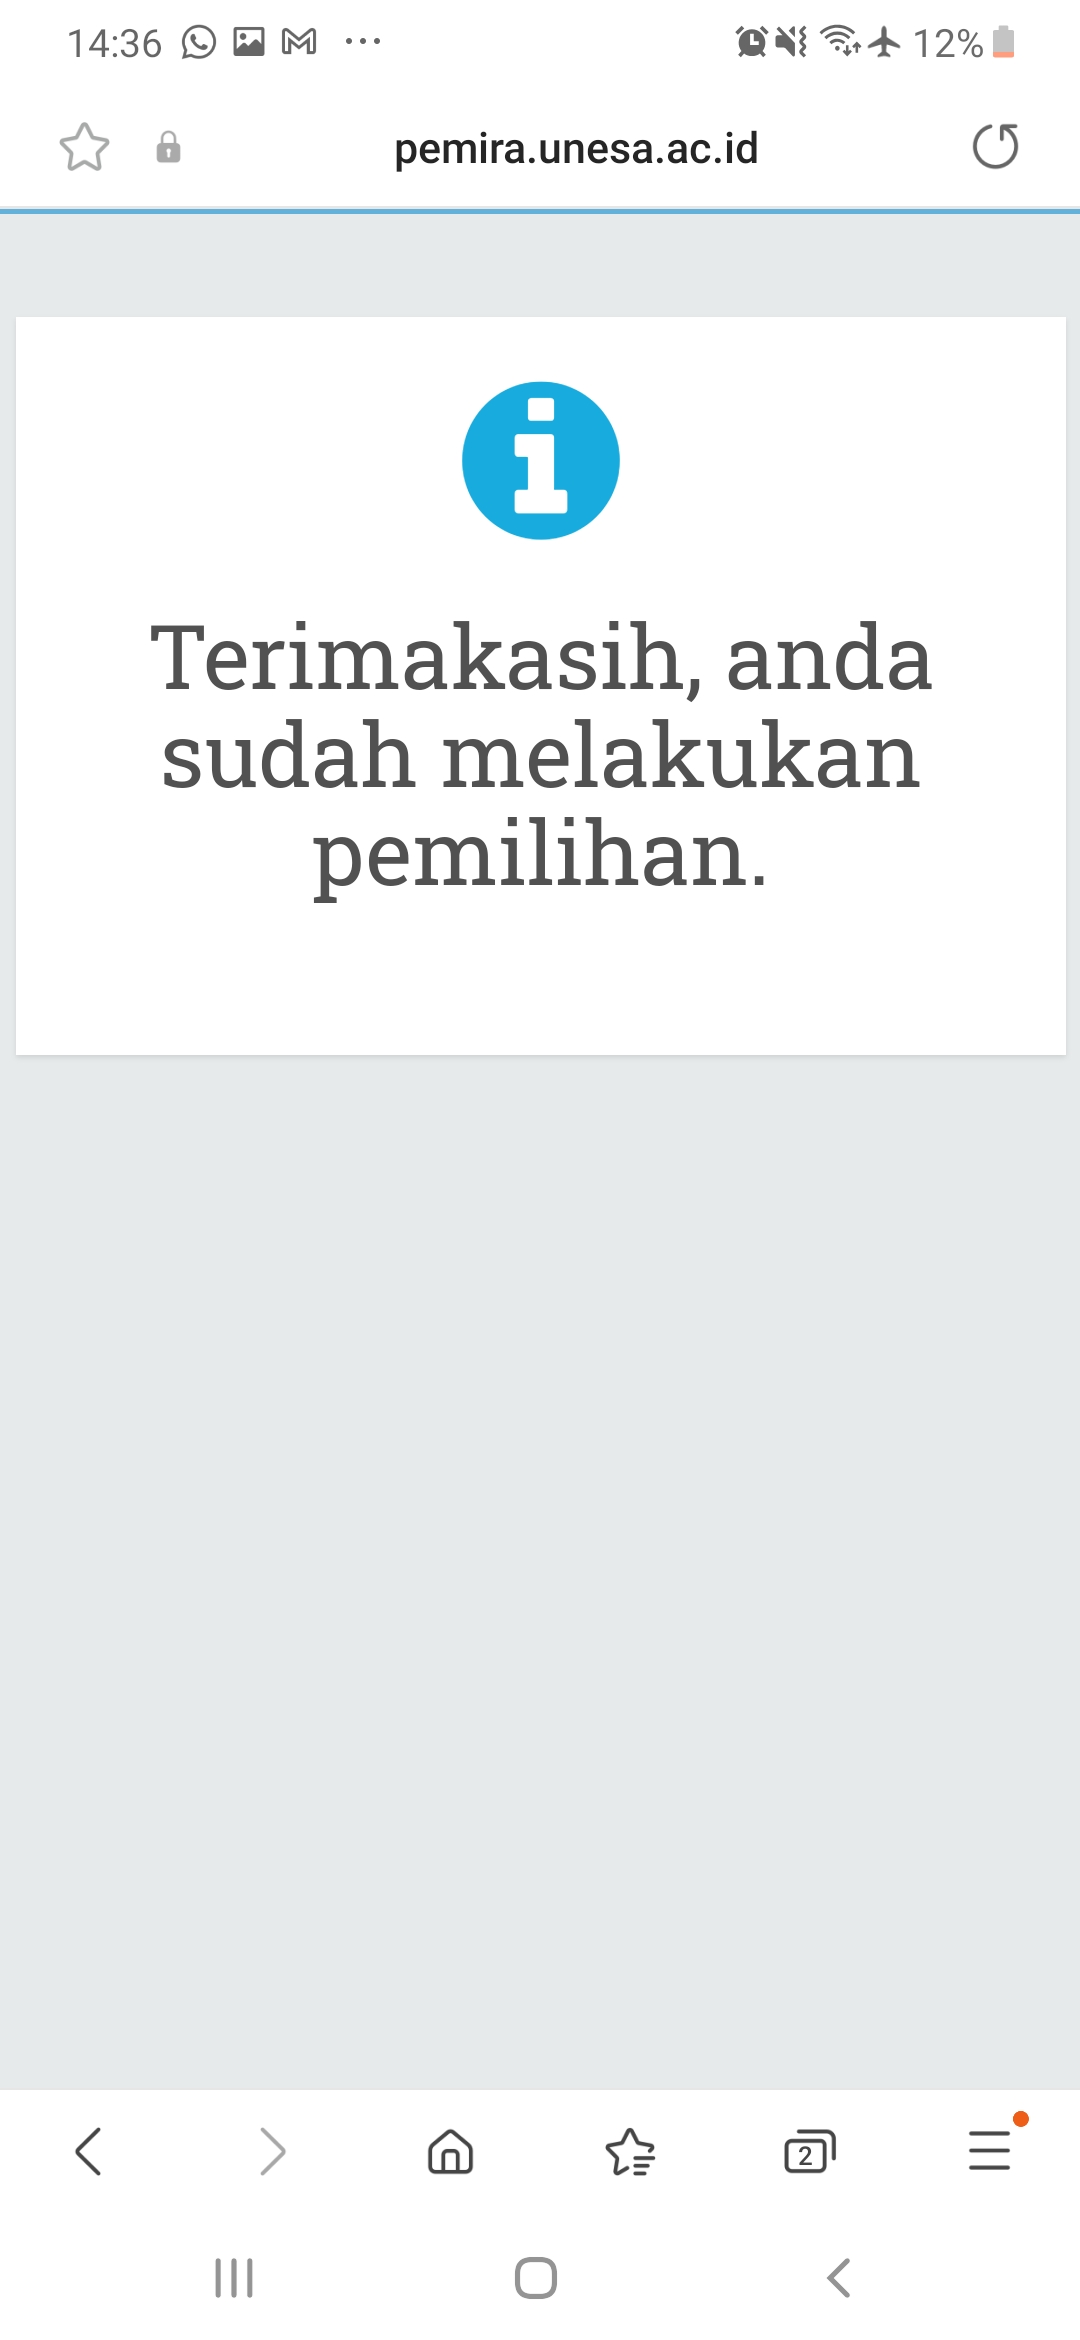 14:36
12%
pemira.unesa.ac.id
Terimakasih, anda
sudah melakukan
pemilihan.
2